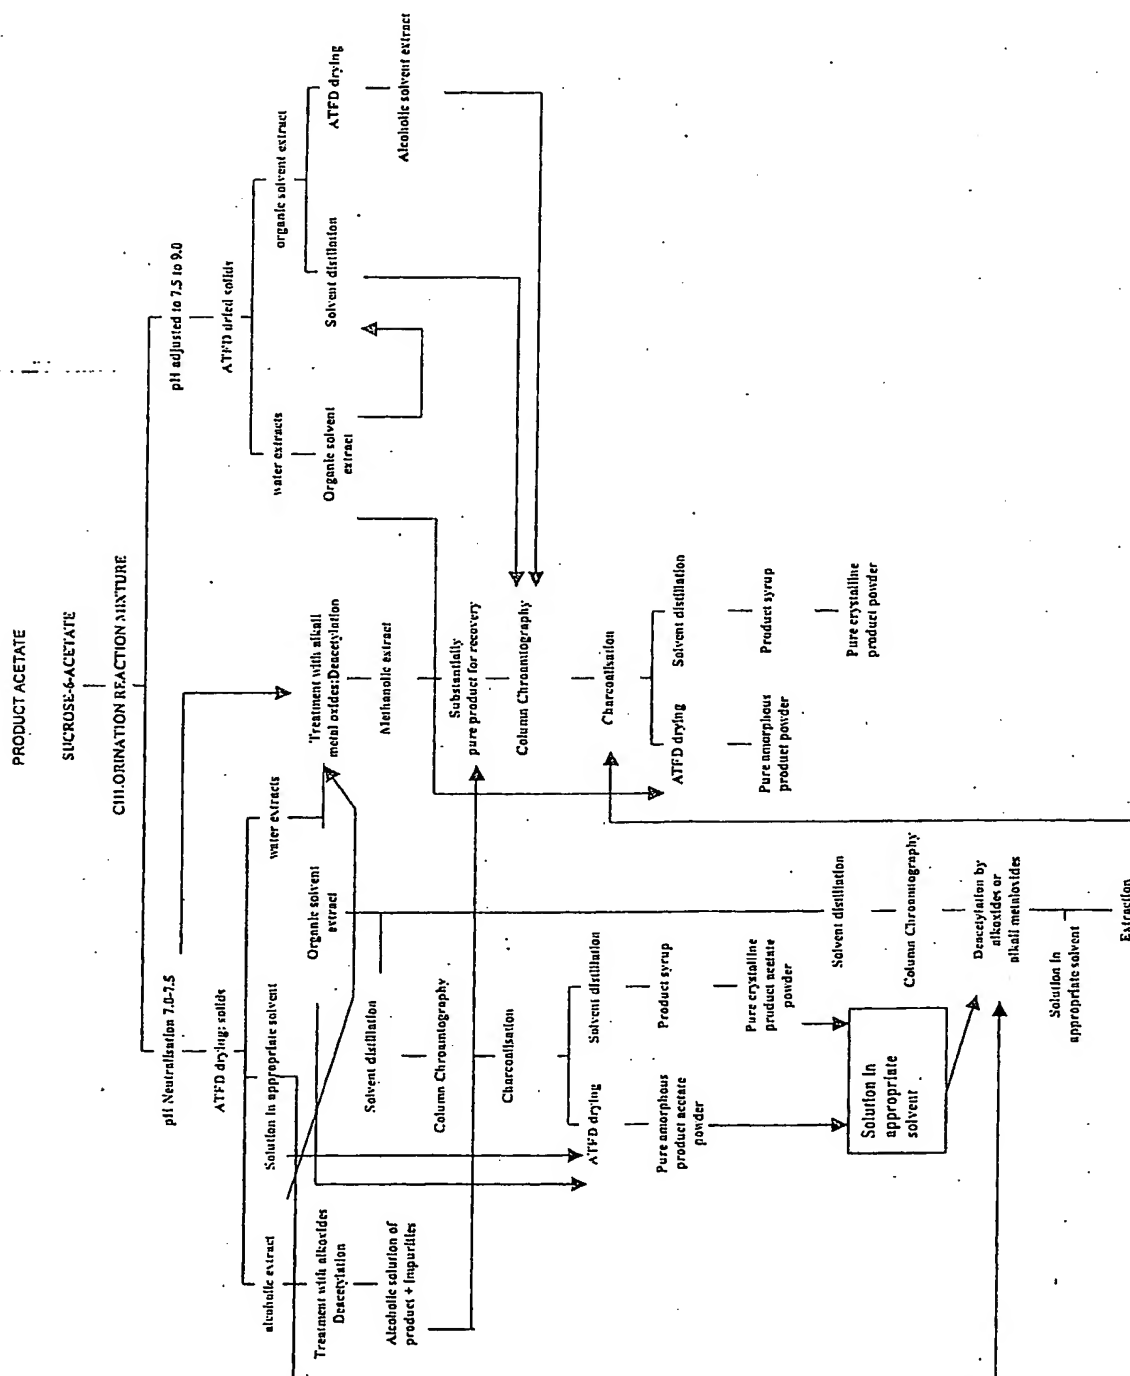 PRODUCT ACETATE
SUCROSE-6-ACETATE
CHLORINATION REACTION MIXTURE
pH Neutralisation 7.0-7.5
pH adjusted to 7.5 to 9.0
ATFD drying; solids
ATFD dried solids
alcoholic extract
Solution in appropriate solvent
water extracts
water extracts
organic solvent extract
Treatment with alkoxides
Deacetylation
Organic solvent
extract
Treatment with alkali
metal oxides:Deacetylation
Organic solvent
extract
Solvent distillation
ATFD drying
Alcoholic solution of
product + Impurities
Solvent distillation
Methanolic extract
Alcoholic solvent extract
Column Chromatography
Substantially
pure product for recovery
Charcoalisation
Column Chromatography
ATFD drying
Solvent distillation
Charcoalisation
Pure amorphous
product acetate
powder
Product syrup
ATFD drying
Solvent distillation
Pure crystalline
product acetate
powder
Pure amorphous
product powder
Product syrup
Pure crystalline
product powder
Solution in
appropriate
solvent
Solvent distillation
Column Chromatography
Deacetylation by
alkoxides or
alkali metaloxides
Solution in
appropriate solvent
Extraction